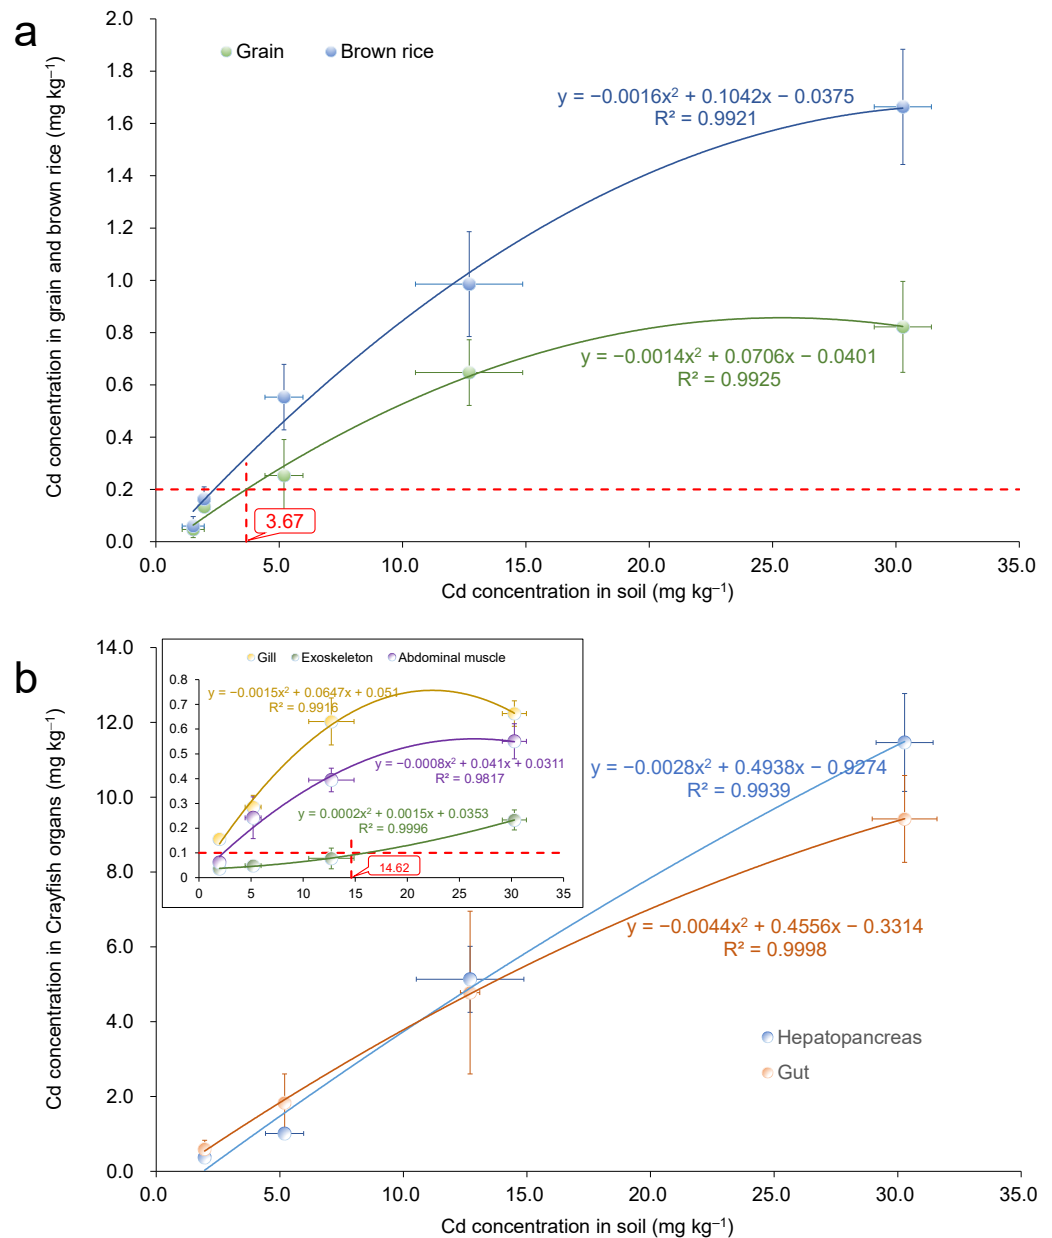 a
Grain
Brown rice
y = −0.0016x² + 0.1042x − 0.0375
R² = 0.9921
y = −0.0014x² + 0.0706x − 0.0401
R² = 0.9925
3.67
Cd concentration in grain and brown rice (mg kg⁻¹)
2.0
1.8
1.6
1.4
1.2
1.0
0.8
0.6
0.4
0.2
0.0
0.0 5.0 10.0 15.0 20.0 25.0 30.0 35.0
Cd concentration in soil (mg kg⁻¹)
b
Cd concentration in Crayfish organs (mg kg⁻¹)
14.0
12.0
10.0
8.0
6.0
4.0
2.0
0.0
Gill Exoskeleton Abdominal muscle
0.8
0.7
0.6
0.5
0.4
0.3
0.2
0.1
0
y = −0.0015x² + 0.0647x + 0.051
R² = 0.9916
y = −0.0008x² + 0.041x + 0.0311
R² = 0.9817
y = 0.0002x² + 0.0015x + 0.0353
R² = 0.9996
14.62
0 5 10 15 20 25 30 35
y = −0.0028x² + 0.4938x − 0.9274
R² = 0.9939
y = −0.0044x² + 0.4556x − 0.3314
R² = 0.9998
Hepatopancreas
Gut
0.0 5.0 10.0 15.0 20.0 25.0 30.0 35.0
Cd concentration in soil (mg kg⁻¹)